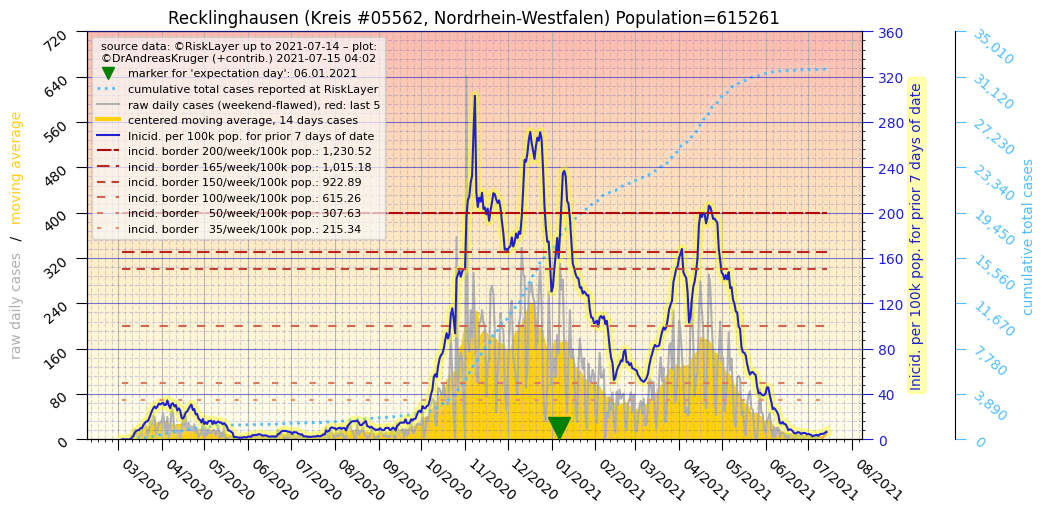 Recklinghausen (Kreis #05562, Nordrhein-Westfalen) Population=615261
source data: ©RiskLayer up to 2021-07-14 – plot:
©DrAndreasKruger (+contrib.) 2021-07-15 04:02
marker for 'expectation day': 06.01.2021
cumulative total cases reported at RiskLayer
raw daily cases (weekend-flawed), red: last 5
centered moving average, 14 days cases
Inicid. per 100k pop. for prior 7 days of date
incid. border 200/week/100k pop.: 1,230.52
incid. border 165/week/100k pop.: 1,015.18
incid. border 150/week/100k pop.: 922.89
incid. border 100/week/100k pop.: 615.26
incid. border   50/week/100k pop.: 307.63
incid. border   35/week/100k pop.: 215.34
raw daily cases / moving average
720
640
560
480
400
320
240
160
80
0
03/2020
04/2020
05/2020
06/2020
07/2020
08/2020
09/2020
10/2020
11/2020
12/2020
01/2021
02/2021
03/2021
04/2021
05/2021
06/2021
07/2021
08/2021
360
320
280
240
200
160
120
80
40
0
Inicid. per 100k pop. for prior 7 days of date
35,010
31,120
27,230
23,340
19,450
15,560
11,670
7,780
3,890
0
cumulative total cases